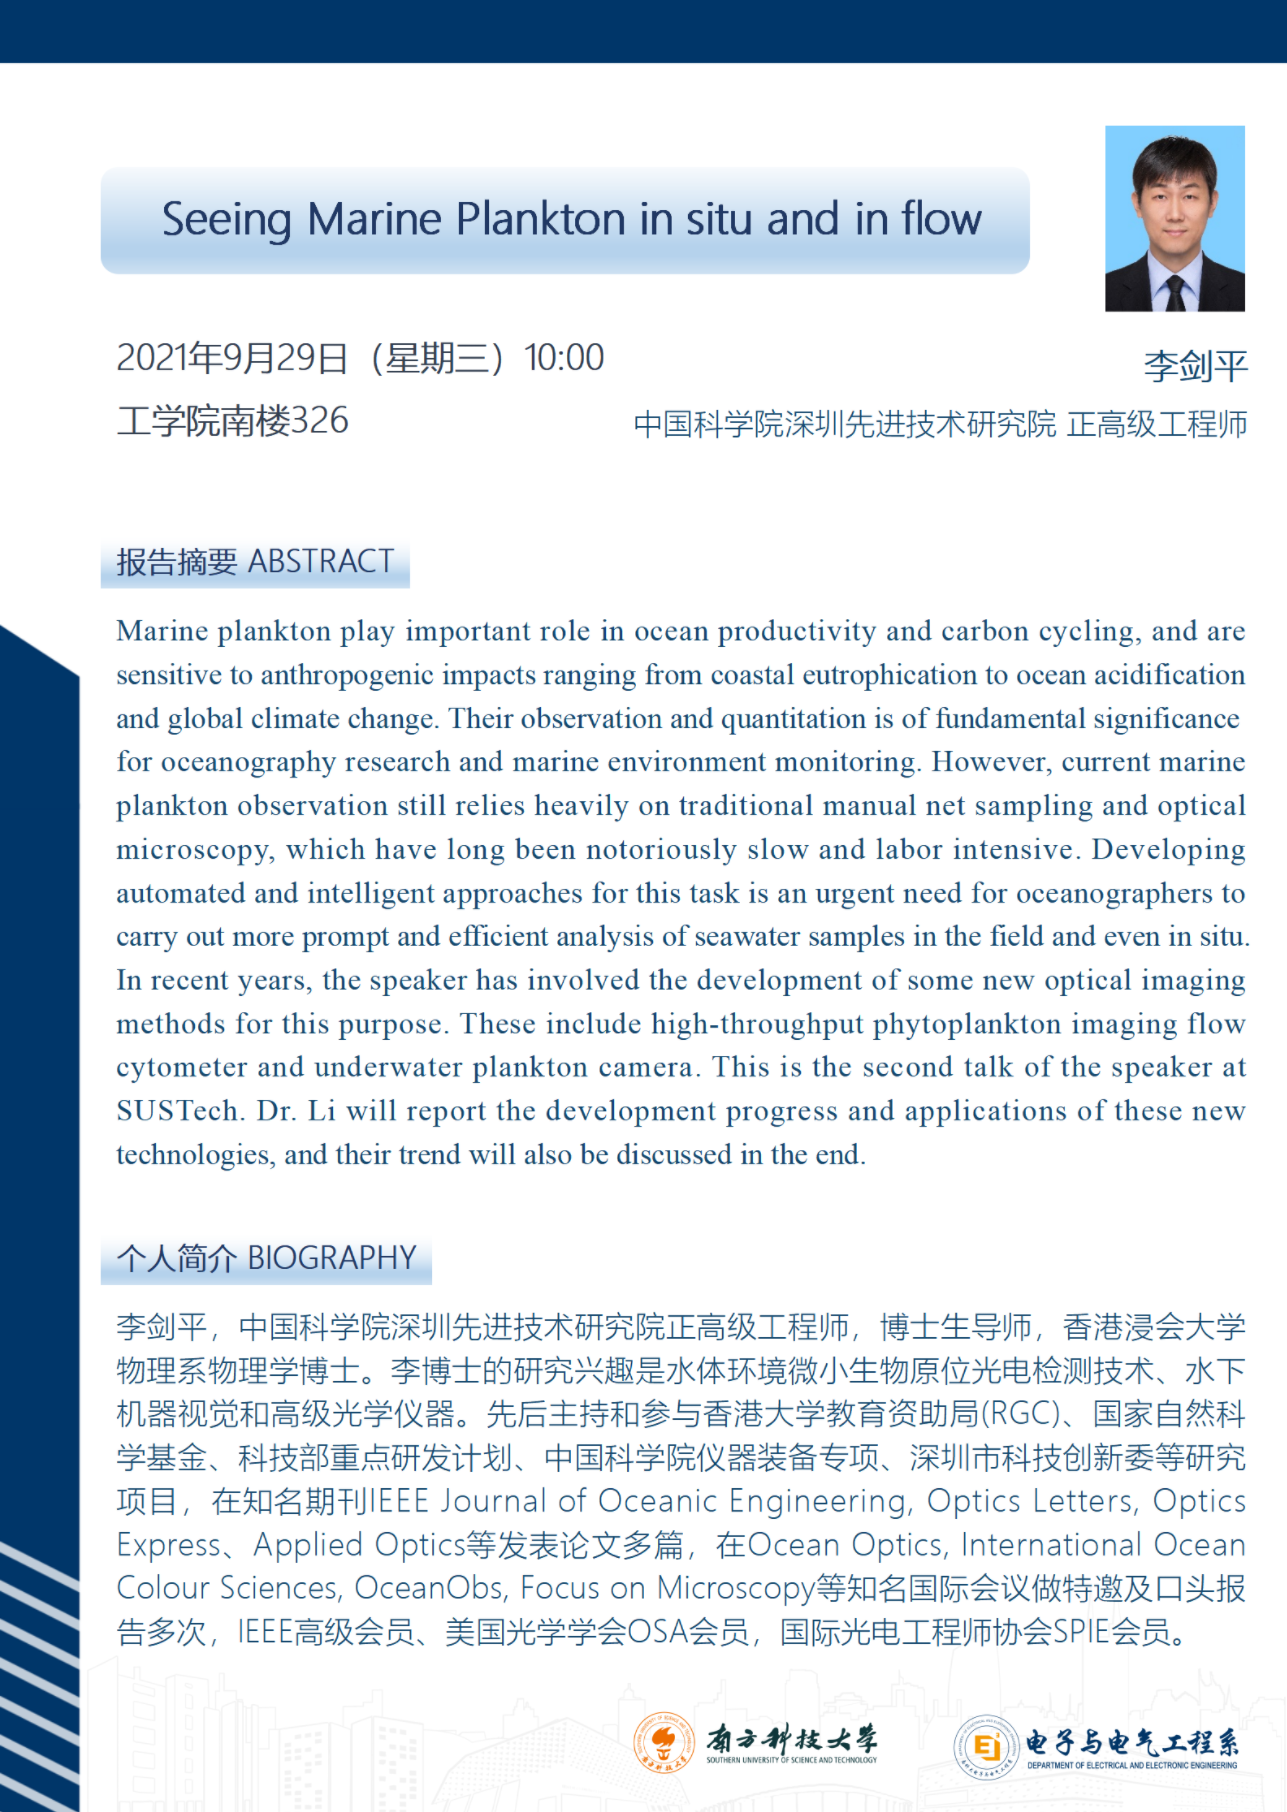 Seeing Marine Plankton in situ and in flow
2021年9月29日（星期三）10:00
工学院南楼326
李剑平
中国科学院深圳先进技术研究院 正高级工程师
报告摘要 ABSTRACT
Marine plankton play important role in ocean productivity and carbon cycling, and are
sensitive to anthropogenic impacts ranging from coastal eutrophication to ocean acidification
and global climate change. Their observation and quantitation is of fundamental significance
for oceanography research and marine environment monitoring. However, current marine
plankton observation still relies heavily on traditional manual net sampling and optical
microscopy, which have long been notoriously slow and labor intensive. Developing
automated and intelligent approaches for this task is an urgent need for oceanographers to
carry out more prompt and efficient analysis of seawater samples in the field and even in situ.
In recent years, the speaker has involved the development of some new optical imaging
methods for this purpose. These include high-throughput phytoplankton imaging flow
cytometer and underwater plankton camera. This is the second talk of the speaker at
SUSTech. Dr. Li will report the development progress and applications of these new
technologies, and their trend will also be discussed in the end.
个人简介 BIOGRAPHY
李剑平，中国科学院深圳先进技术研究院正高级工程师，博士生导师，香港浸会大学
物理系物理学博士。李博士的研究兴趣是水体环境微小生物原位光电检测技术、水下
机器视觉和高级光学仪器。先后主持和参与香港大学教育资助局(RGC)、国家自然科
学基金、科技部重点研发计划、中国科学院仪器装备专项、深圳市科技创新委等研究
项目，在知名期刊IEEE Journal of Oceanic Engineering, Optics Letters, Optics
Express、Applied Optics等发表论文多篇，在Ocean Optics, International Ocean
Colour Sciences, OceanObs, Focus on Microscopy等知名国际会议做特邀及口头报
告多次，IEEE高级会员、美国光学学会OSA会员，国际光电工程师协会SPIE会员。
南方科技大学
SOUTHERN UNIVERSITY OF SCIENCE AND TECHNOLOGY
电子与电气工程系
DEPARTMENT OF ELECTRICAL AND ELECTRONIC ENGINEERING